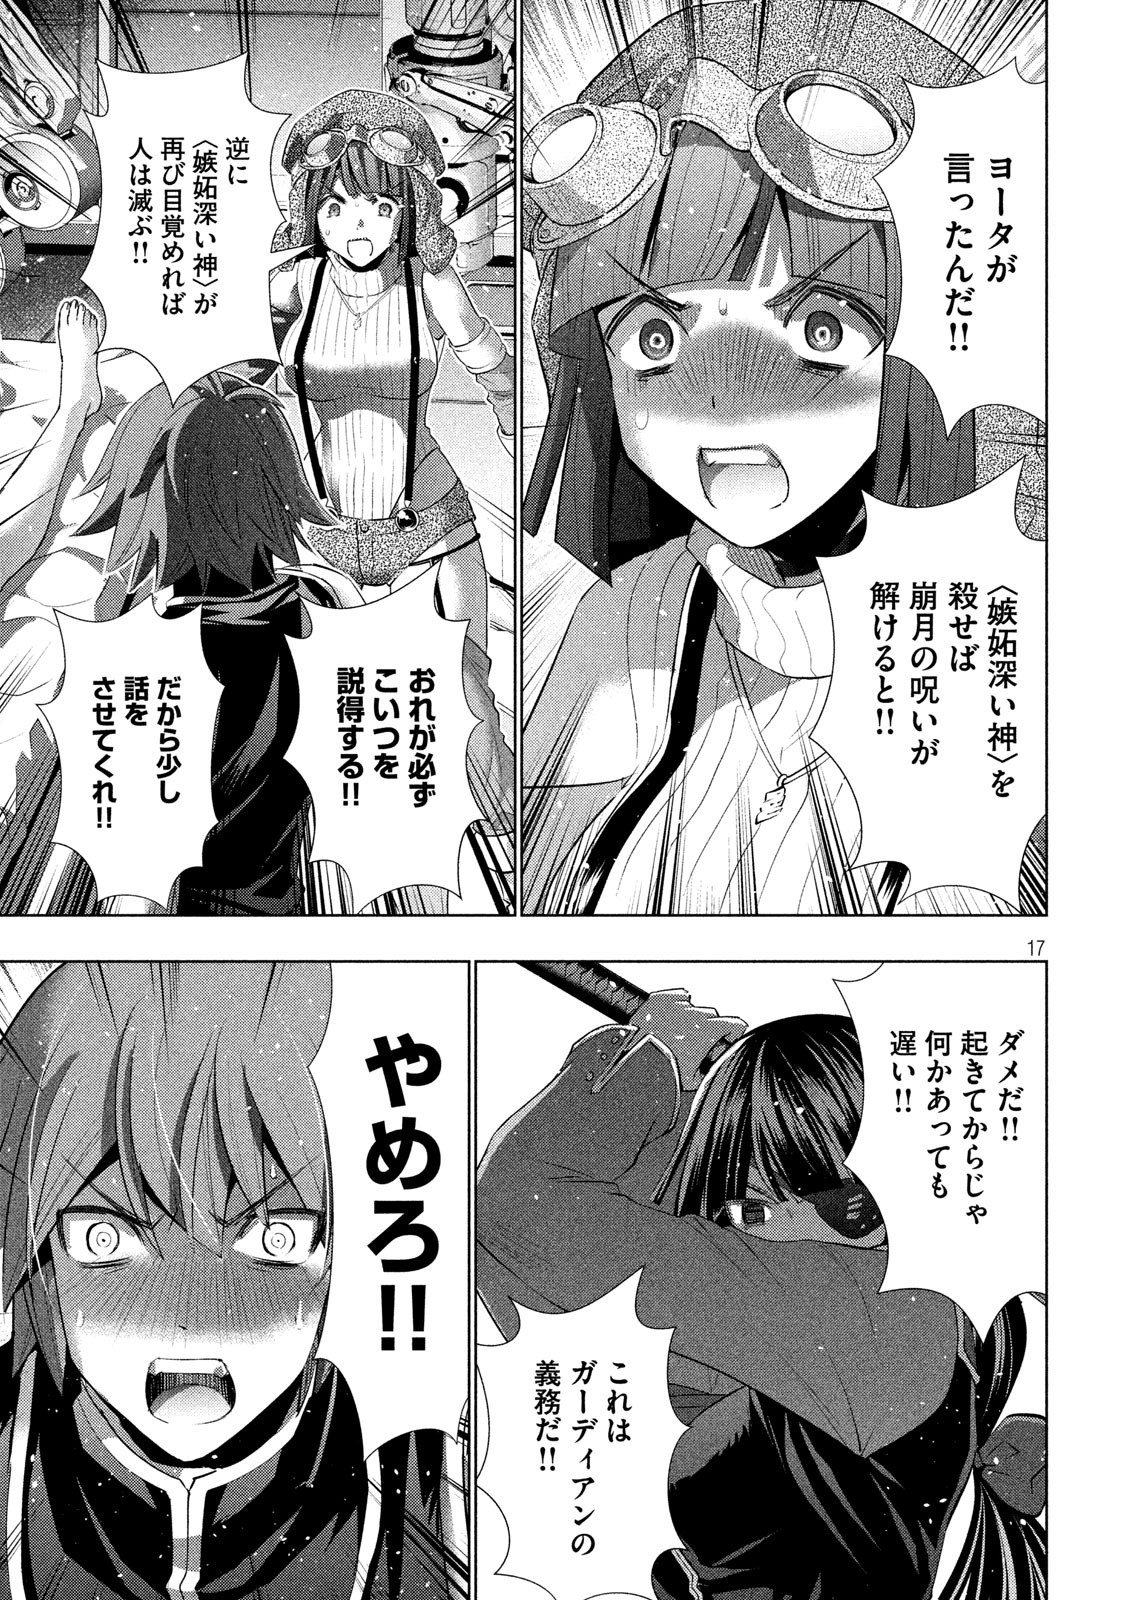 ヨータが
言ったんだ!!
〈嫉妬深い神〉を
殺せば
崩月の呪いが
解けると!!
逆に
〈嫉妬深い神〉が
再び目覚めれば
人は滅ぶ!!
おれが必ず
こいつを
説得する!!
だから少し
話を
させてくれ!!
17
ダメだ!!
起きてからじゃ
何かあっても
遅い!!
これは
ガーディアンの
義務だ!!
やめろ!!